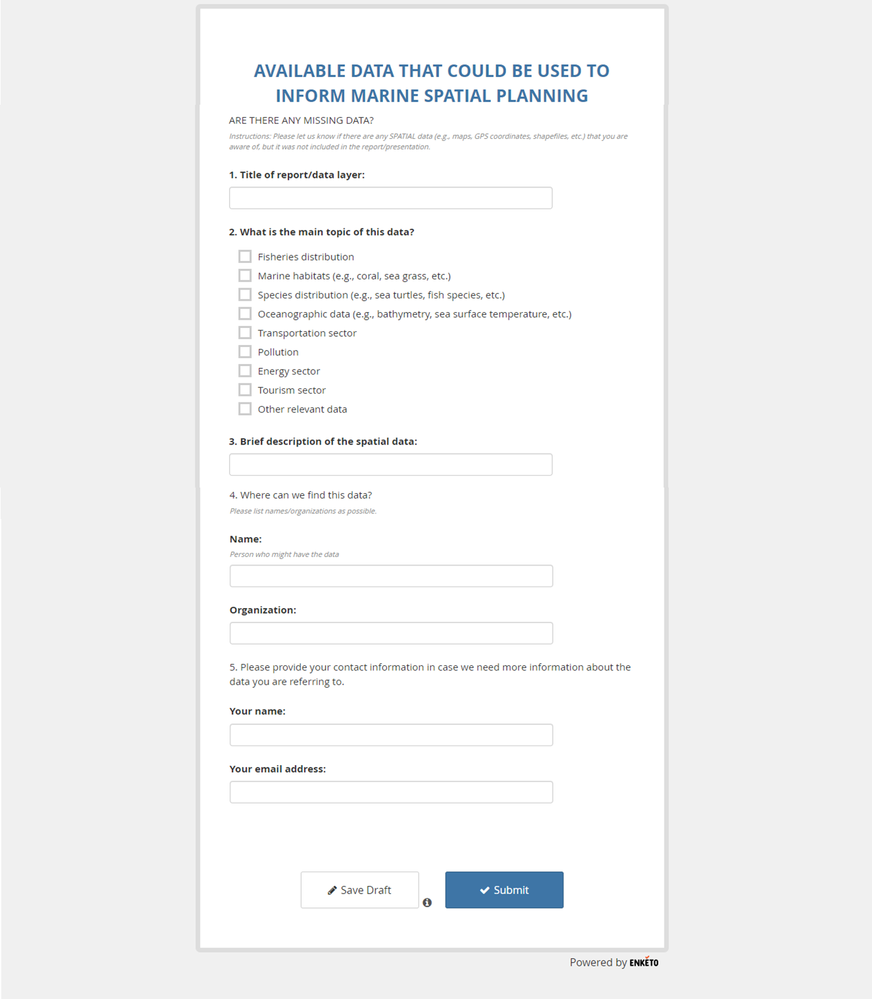 AVAILABLE DATA THAT COULD BE USED TO
INFORM MARINE SPATIAL PLANNING
ARE THERE ANY MISSING DATA?
Instructions: Please let us know if there are any SPATIAL data (e.g., maps, GPS coordinates, shapefiles, etc.) that you are
aware of, but it was not included in the report/presentation.
1. Title of report/data layer:
2. What is the main topic of this data?
Fisheries distribution
Marine habitats (e.g., coral, sea grass, etc.)
Species distribution (e.g., sea turtles, fish species, etc.)
Oceanographic data (e.g., bathymetry, sea surface temperature, etc.)
Transportation sector
Pollution
Energy sector
Tourism sector
Other relevant data
3. Brief description of the spatial data:
4. Where can we find this data?
Please list names/organizations as possible.
Name:
Person who might have the data
Organization:
5. Please provide your contact information in case we need more information about the
data you are referring to.
Your name:
Your email address:
Save Draft
Submit
Powered by ENKETO